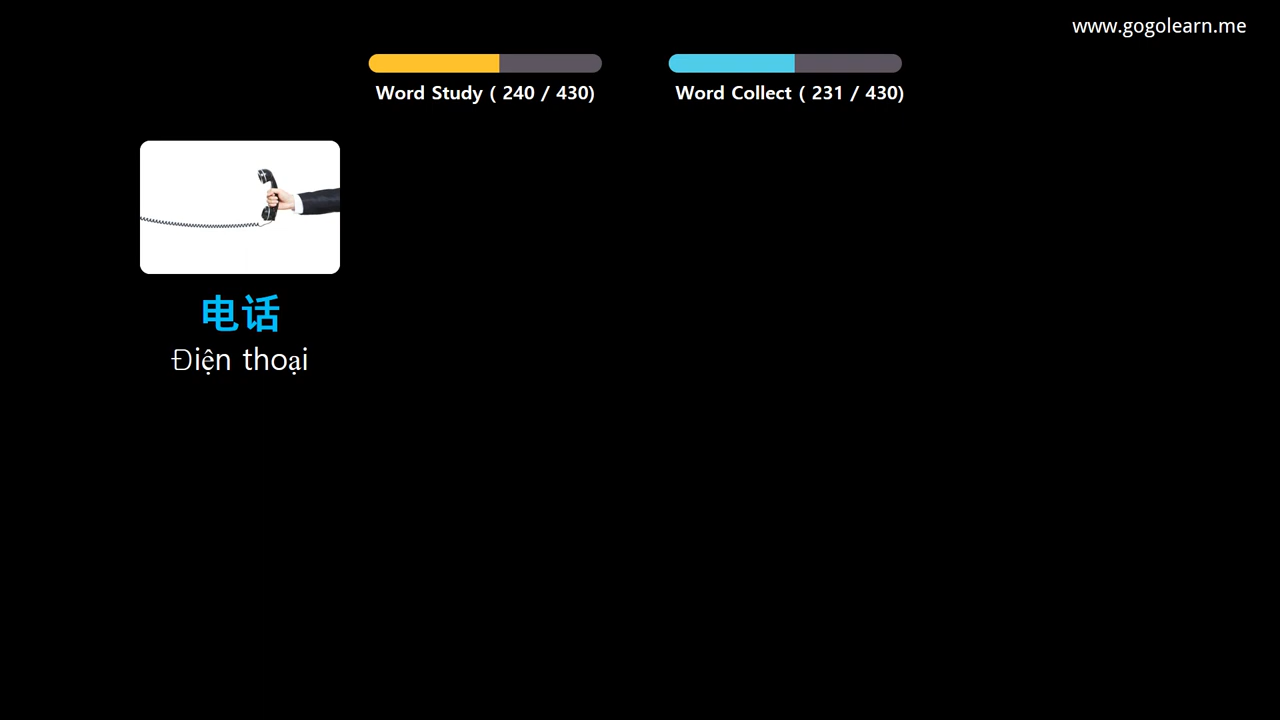 www.gogolearn.me
Word Study ( 240 / 430)
Word Collect ( 231 / 430)
电话
Điện thoại